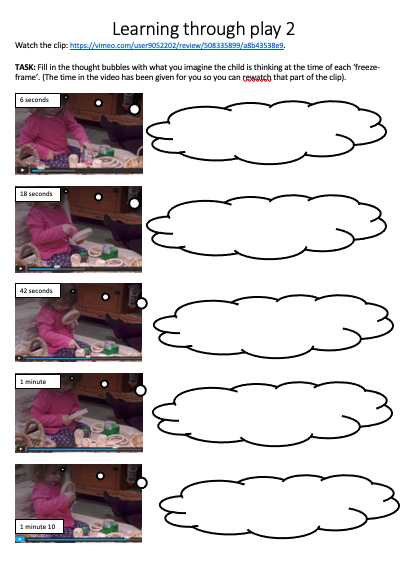 Learning through play 2
Watch the clip: https://vimeo.com/user9052202/review/508335899/a8b43538e9.
TASK: Fill in the thought bubbles with what you imagine the child is thinking at the time of each ‘freeze-
frame’. (The time in the video has been given for you so you can rewatch that part of the clip).
6 seconds
18 seconds
42 seconds
1 minute
1 minute 10